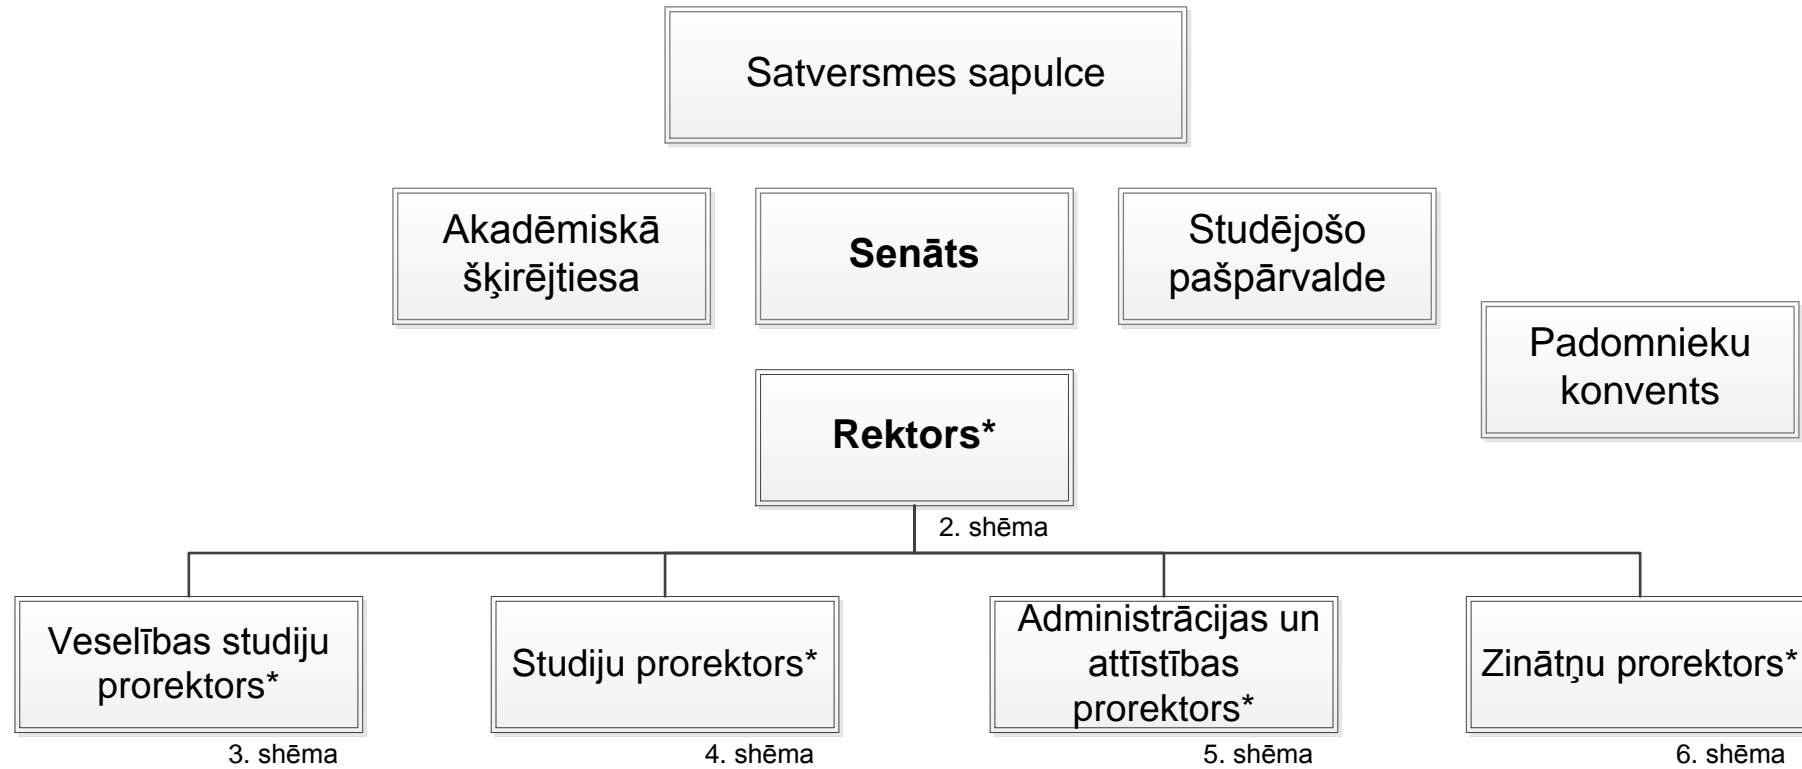 Satversmes sapulce
Akadēmiskā
šķirējtiesa
Senāts
Studējošo
pašpārvalde
Padomnieku
konvents
Rektors*
2. shēma
Veselības studiju
prorektors*
3. shēma
Studiju prorektors*
4. shēma
Administrācijas un
attīstības
prorektors*
5. shēma
Zinātņu prorektors*
6. shēma